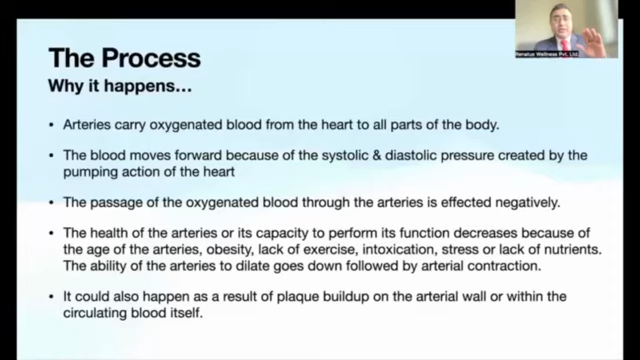 Renatus Wellness Pvt. Ltd.
The Process
Why it happens...
• Arteries carry oxygenated blood from the heart to all parts of the body.
• The blood moves forward because of the systolic & diastolic pressure created by the
pumping action of the heart
• The passage of the oxygenated blood through the arteries is effected negatively.
• The health of the arteries or its capacity to perform its function decreases because of
the age of the arteries, obesity, lack of exercise, intoxication, stress or lack of nutrients.
The ability of the arteries to dilate goes down followed by arterial contraction.
• It could also happen as a result of plaque buildup on the arterial wall or within the
circulating blood itself.